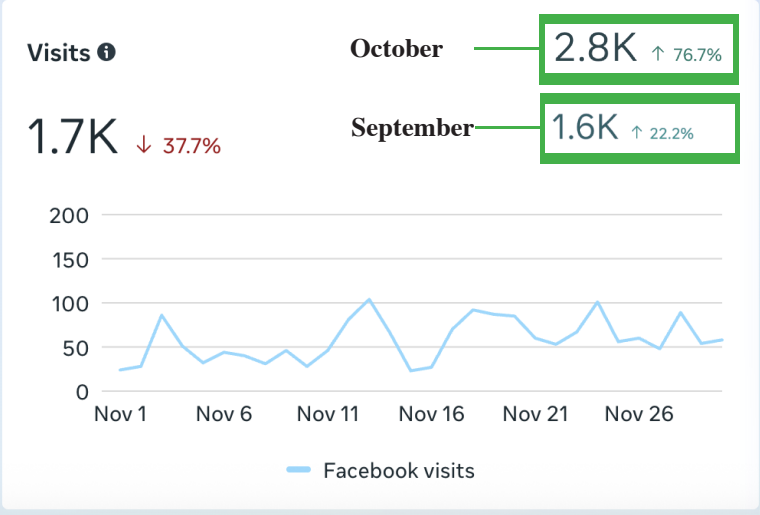 Visits
October
2.8K ↑ 76.7%
1.7K ↓ 37.7%
September
1.6K ↑ 22.2%
200
150
100
50
0
Nov 1 Nov 6 Nov 11 Nov 16 Nov 21 Nov 26
Facebook visits